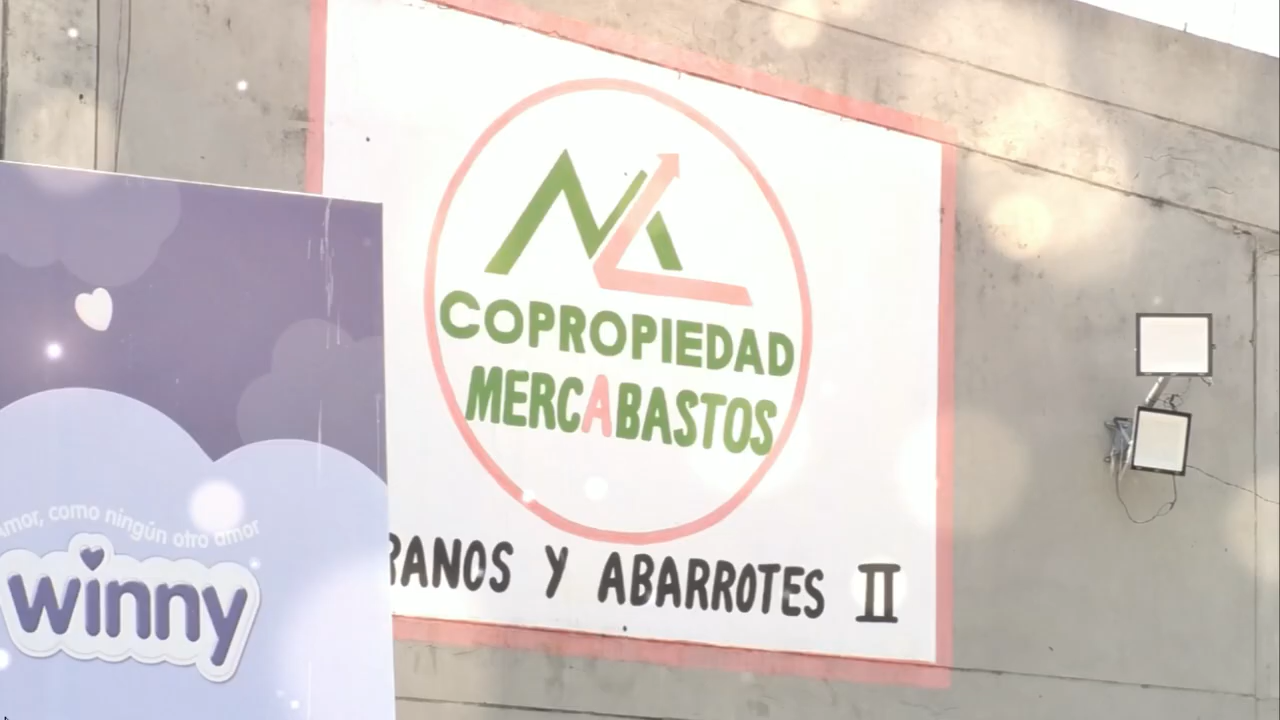 COPROPIEDAD
MERCABASTOS
RANOS Y ABARROTES II
Amor, como ningún otro amor
winny